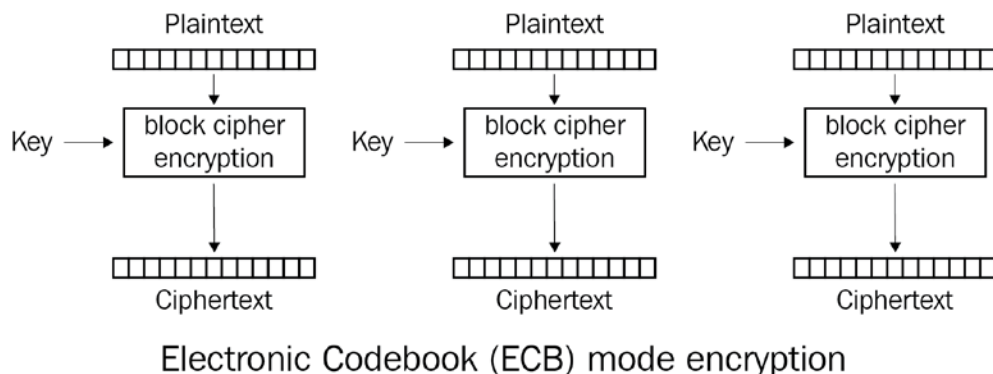 Plaintext
Plaintext
Plaintext
Key
block cipher
encryption
Key
block cipher
encryption
Key
block cipher
encryption
Ciphertext
Ciphertext
Ciphertext
Electronic Codebook (ECB) mode encryption